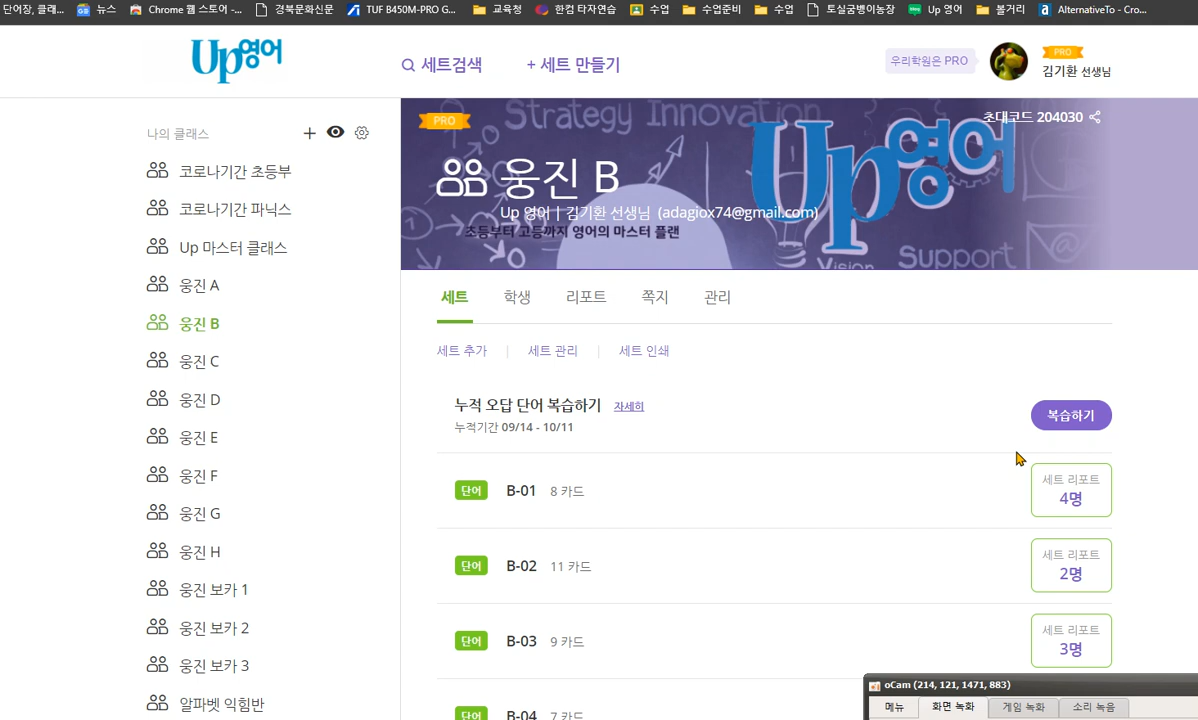 단어장, 클래... 뉴스 Chrome 웹 스토어 -... 경북문화신문 TUF B450M-PRO G... 교육청 한컴 타자연습 수업 수업준비 수업 토실금병이농장 Up 영어 볼거리 AlternativeTo - Cro...
Up영어
세트검색
+ 세트 만들기
우리학원은 PRO
PRO
김기환 선생님
나의 클래스
코로나기간 초등부
코로나기간 파닉스
Up 마스터 클래스
웅진 A
웅진 B
웅진 C
웅진 D
웅진 E
웅진 F
웅진 G
웅진 H
웅진 보카 1
웅진 보카 2
웅진 보카 3
알파벳 익힘반
PRO
Strategy Innovation
초대코드 204030
웅진 B
Up영어
Up 영어 | 김기환 선생님 (adagiox74@gmail.com)
초등부터 고등까지 영어의 마스터 플랜
Vision
Support
세트 학생 리포트 쪽지 관리
세트 추가 | 세트 관리 | 세트 인쇄
누적 오답 단어 복습하기 자세히
누적기간 09/14 - 10/11
복습하기
단어 B-01 8 카드
세트 리포트
4명
단어 B-02 11 카드
세트 리포트
2명
단어 B-03 9 카드
세트 리포트
3명
단어 B-04 7 카드
oCam (214, 121, 1471, 883)
메뉴 화면 녹화 게임 녹화 소리 녹음